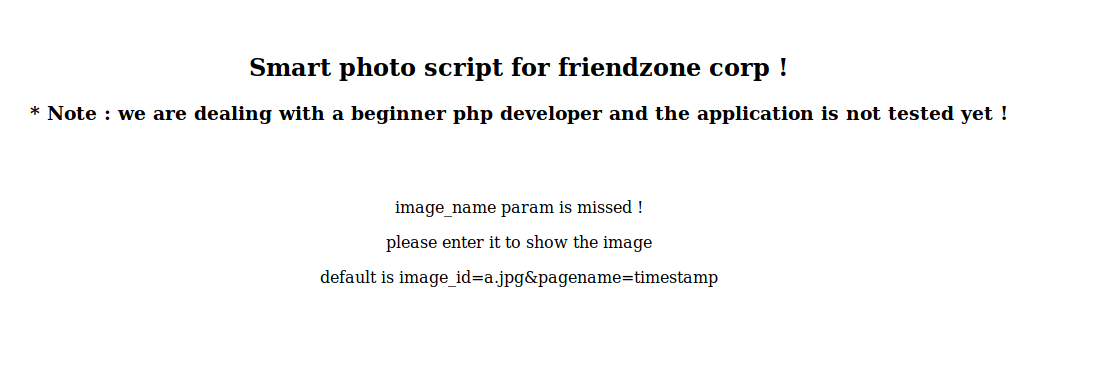 Smart photo script for friendzone corp !
* Note : we are dealing with a beginner php developer and the application is not tested yet !
image_name param is missed !
please enter it to show the image
default is image_id=a.jpg&pagename=timestamp